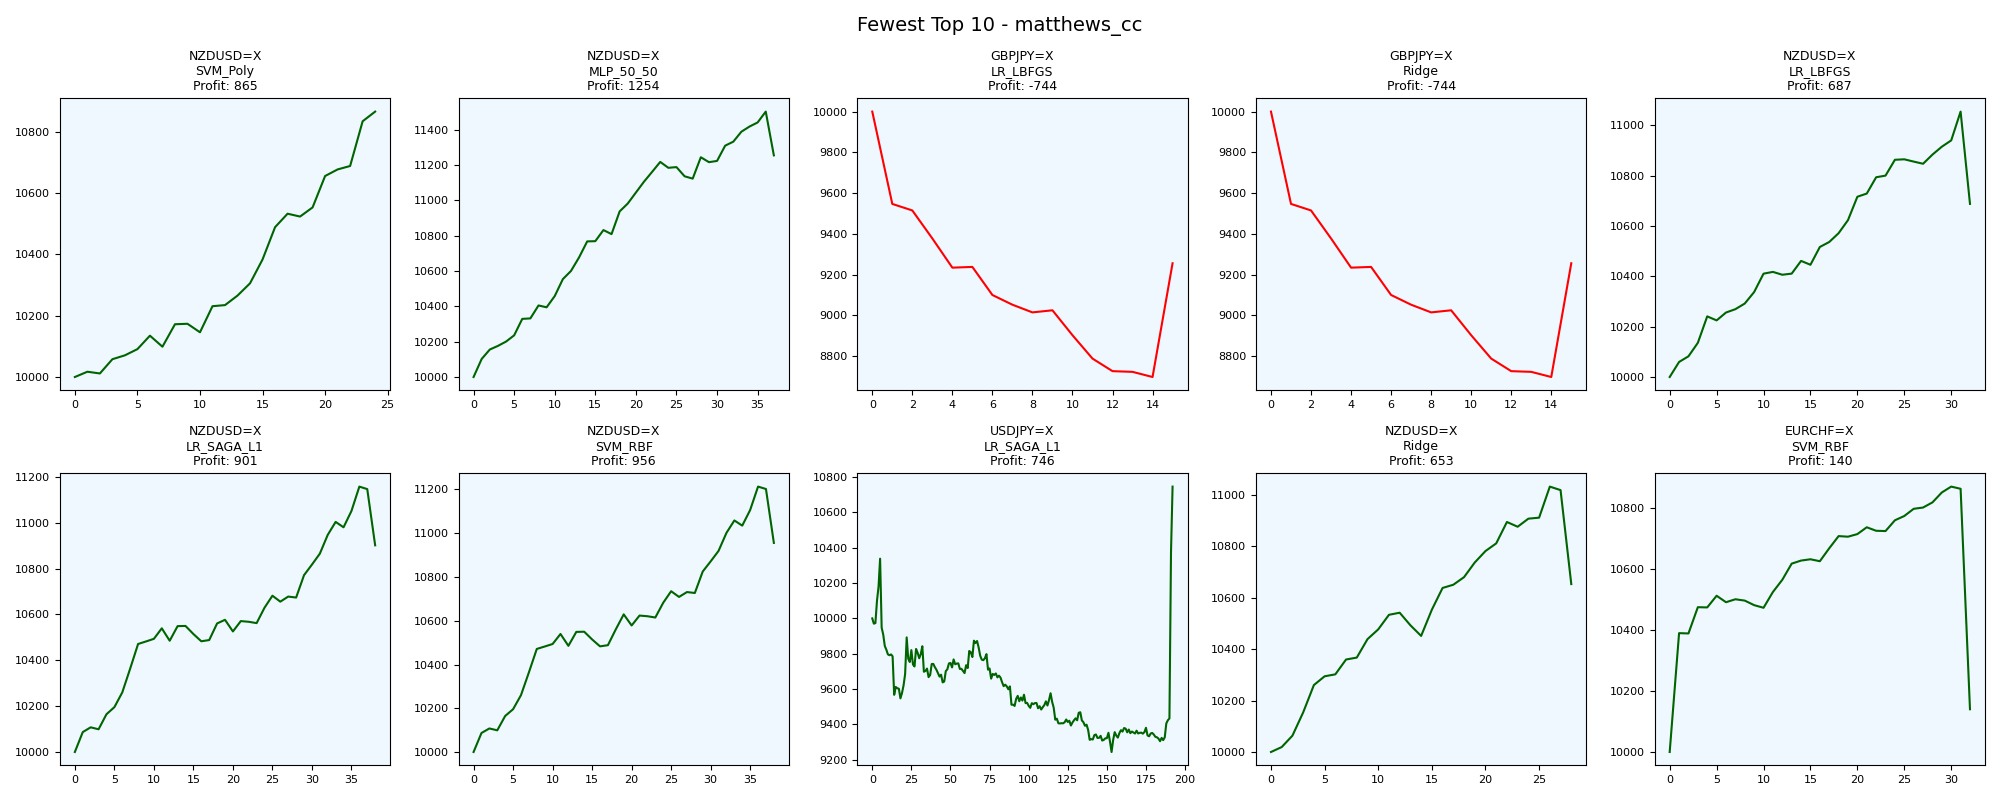 Fewest Top 10 - matthews_cc
NZDUSD=X
SVM_Poly
Profit: 865
10800
10600
10400
10200
10000
0 5 10 15 20 25
NZDUSD=X
MLP_50_50
Profit: 1254
11400
11200
11000
10800
10600
10400
10200
10000
0 5 10 15 20 25 30 35
GBPJPY=X
LR_LBFGS
Profit: -744
10000
9800
9600
9400
9200
9000
8800
0 2 4 6 8 10 12 14
GBPJPY=X
Ridge
Profit: -744
10000
9800
9600
9400
9200
9000
8800
0 2 4 6 8 10 12 14
NZDUSD=X
LR_LBFGS
Profit: 687
11000
10800
10600
10400
10200
10000
0 5 10 15 20 25 30
NZDUSD=X
LR_SAGA_L1
Profit: 901
11200
11000
10800
10600
10400
10200
10000
0 5 10 15 20 25 30 35
NZDUSD=X
SVM_RBF
Profit: 956
11200
11000
10800
10600
10400
10200
10000
0 5 10 15 20 25 30 35
USDJPY=X
LR_SAGA_L1
Profit: 746
10800
10600
10400
10200
10000
9800
9600
9400
9200
0 25 50 75 100 125 150 175 200
NZDUSD=X
Ridge
Profit: 653
11000
10800
10600
10400
10200
10000
0 5 10 15 20 25
EURCHF=X
SVM_RBF
Profit: 140
10800
10600
10400
10200
10000
0 5 10 15 20 25 30